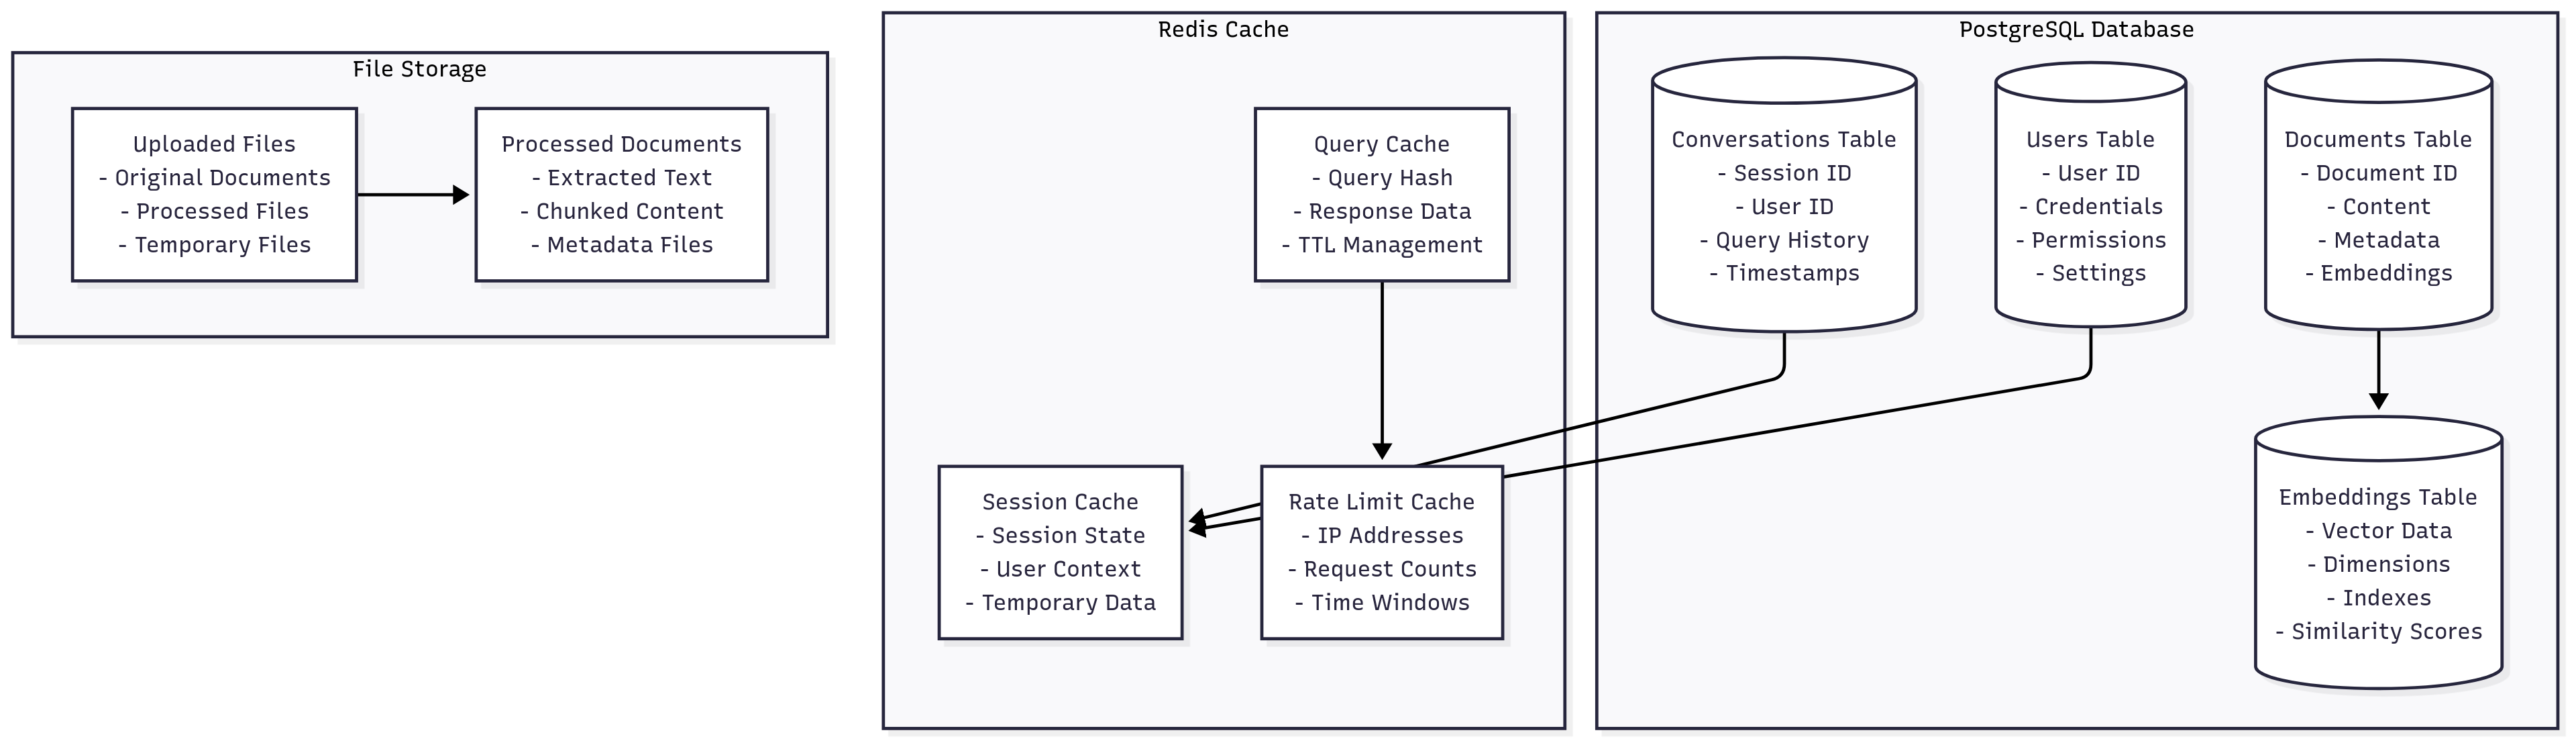 File Storage
Uploaded Files
- Original Documents
- Processed Files
- Temporary Files
Processed Documents
- Extracted Text
- Chunked Content
- Metadata Files
Redis Cache
Query Cache
- Query Hash
- Response Data
- TTL Management
Session Cache
- Session State
- User Context
- Temporary Data
Rate Limit Cache
- IP Addresses
- Request Counts
- Time Windows
PostgreSQL Database
Conversations Table
- Session ID
- User ID
- Query History
- Timestamps
Users Table
- User ID
- Credentials
- Permissions
- Settings
Documents Table
- Document ID
- Content
- Metadata
- Embeddings
Embeddings Table
- Vector Data
- Dimensions
- Indexes
- Similarity Scores